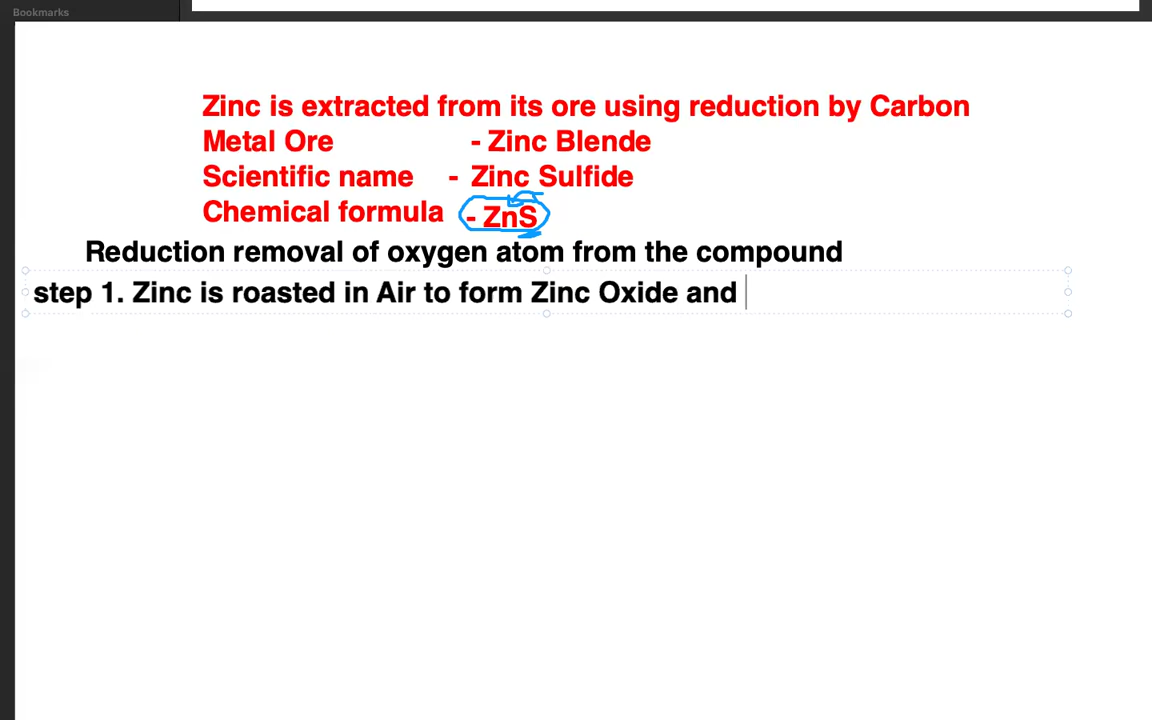 Bookmarks
Zinc is extracted from its ore using reduction by Carbon
Metal Ore - Zinc Blende
Scientific name - Zinc Sulfide
Chemical formula - ZnS
Reduction removal of oxygen atom from the compound
step 1. Zinc is roasted in Air to form Zinc Oxide and